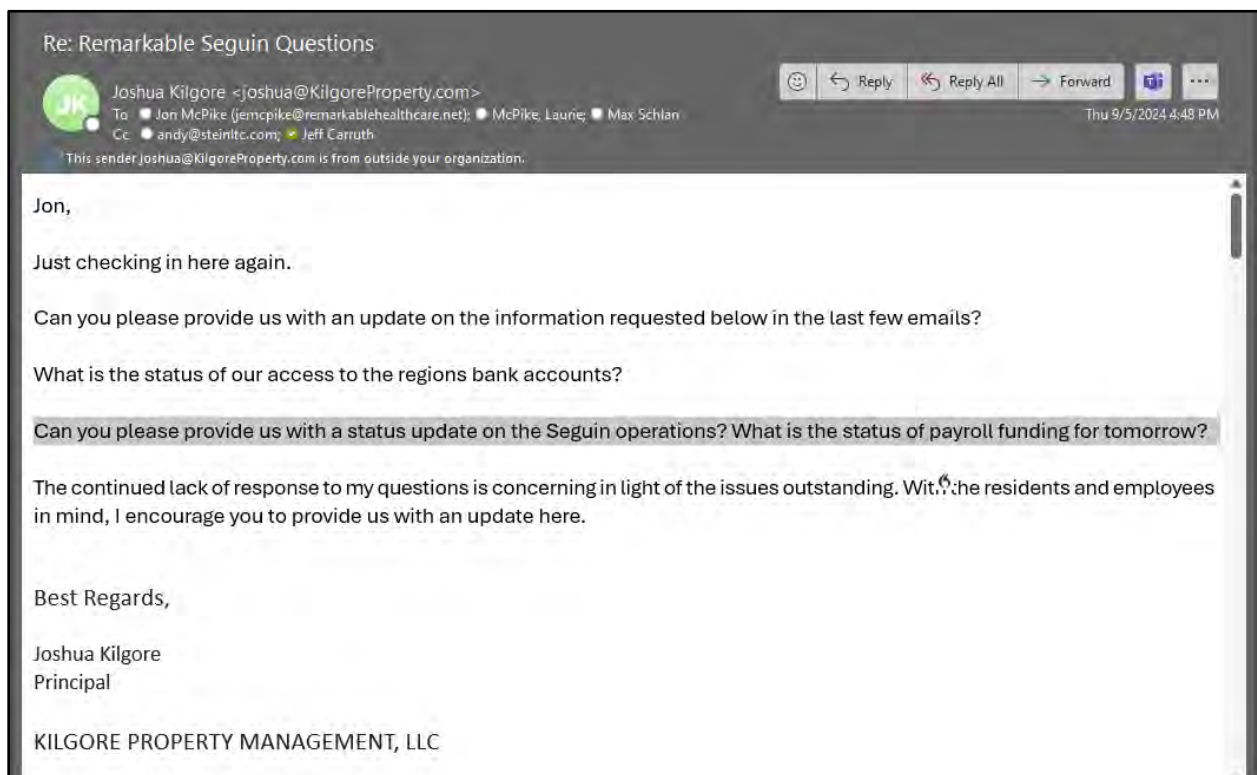 Re: Remarkable Seguin Questions
JK
Joshua Kilgore <joshua@KilgoreProperty.com>
To Jon McPike (jemcpike@remarkablehealthcare.net); McPike, Laurie; Max Schlan
Cc andy@steinltc.com; Jeff Carruth
This sender joshua@KilgoreProperty.com is from outside your organization.
Reply Reply All Forward ...
Thu 9/5/2024 4:48 PM
Jon,
Just checking in here again.
Can you please provide us with an update on the information requested below in the last few emails?
What is the status of our access to the regions bank accounts?
Can you please provide us with a status update on the Seguin operations? What is the status of payroll funding for tomorrow?
The continued lack of response to my questions is concerning in light of the issues outstanding. residents and employees
in mind, I encourage you to provide us with an update here.
Best Regards,
Joshua Kilgore
Principal
KILGORE PROPERTY MANAGEMENT, LLC